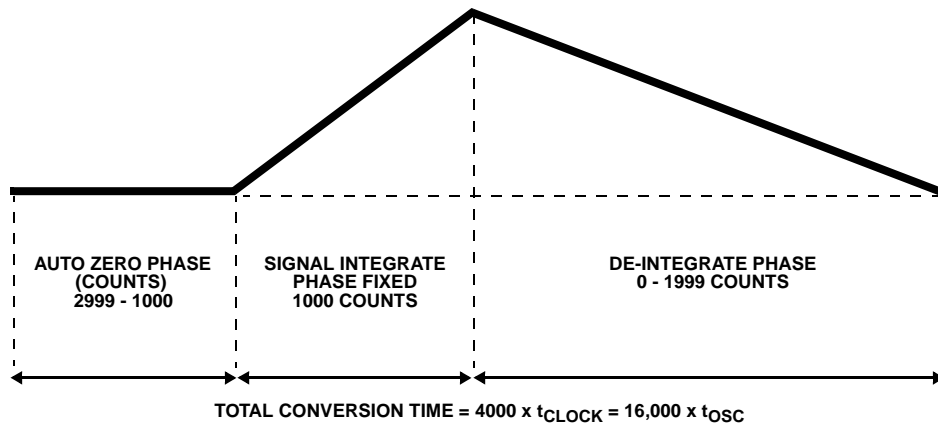 AUTO ZERO PHASE
(COUNTS)
2999 - 1000
SIGNAL INTEGRATE
PHASE FIXED
1000 COUNTS
DE-INTEGRATE PHASE
0 - 1999 COUNTS
TOTAL CONVERSION TIME = 4000 x tCLOCK = 16,000 x tOSC